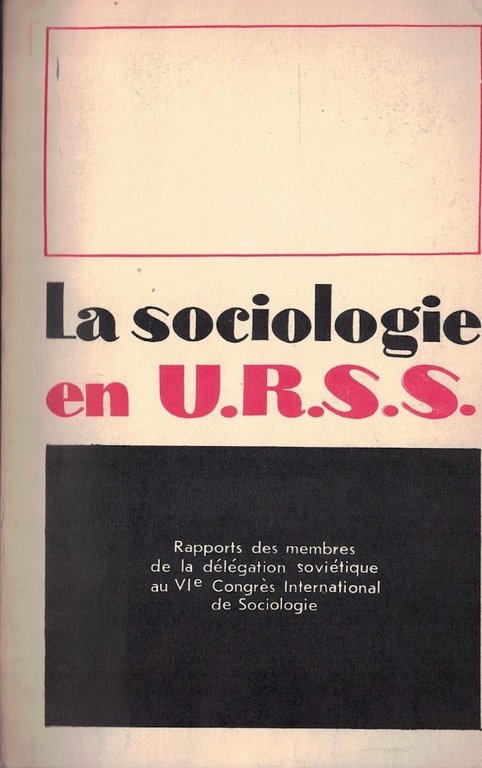 La sociologie
en U.R.S.S.
Rapports des membres
de la délégation soviétique
au VIe Congrès International
de Sociologie